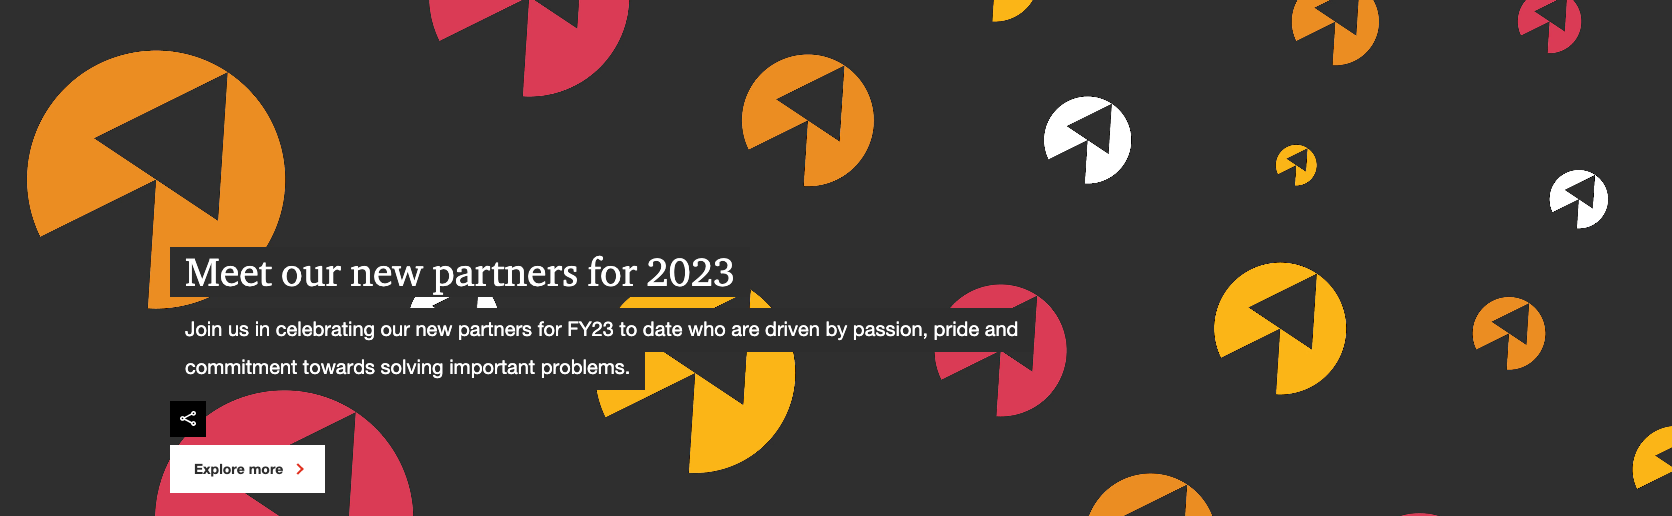 Meet our new partners for 2023
Join us in celebrating our new partners for FY23 to date who are driven by passion, pride and
commitment towards solving important problems.
Explore more